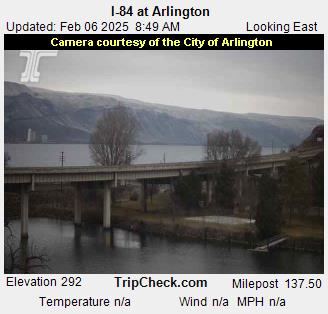 I-84 at Arlington
Updated: Feb 06 2025 8:49 AM Looking East
Camera courtesy of the City of Arlington
Elevation 292 TripCheck.com Milepost 137.50
Temperature n/a Wind n/a MPH n/a